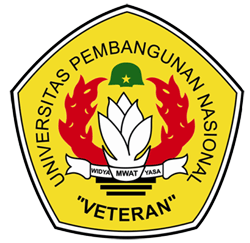 UNIVERSITAS PEMBANGUNAN NASIONAL
WIDYA MWAT YASA
"VETERAN"